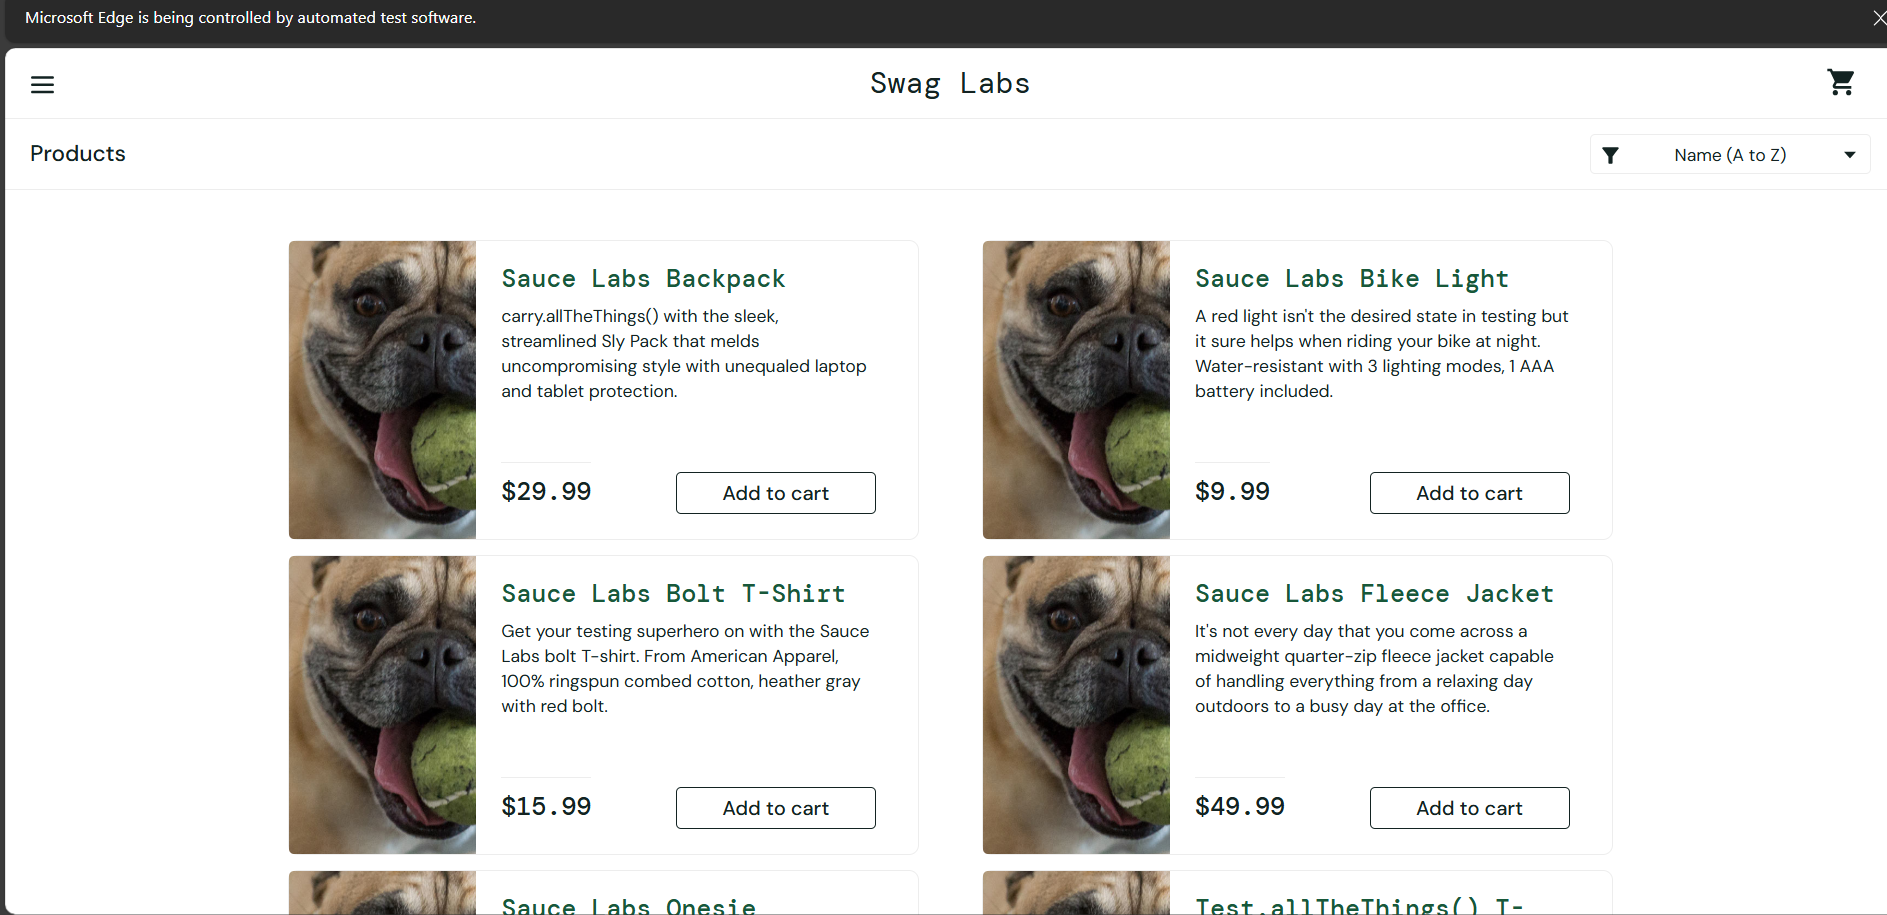 Microsoft Edge is being controlled by automated test software.
Swag Labs
Products
Name (A to Z)
Sauce Labs Backpack
carry.allTheThings() with the sleek,
streamlined Sly Pack that melds
uncompromising style with unequaled laptop
and tablet protection.
$29.99
Add to cart
Sauce Labs Bike Light
A red light isn't the desired state in testing but
it sure helps when riding your bike at night.
Water-resistant with 3 lighting modes, 1 AAA
battery included.
$9.99
Add to cart
Sauce Labs Bolt T-Shirt
Get your testing superhero on with the Sauce
Labs bolt T-shirt. From American Apparel,
100% ringspun combed cotton, heather gray
with red bolt.
$15.99
Add to cart
Sauce Labs Fleece Jacket
It's not every day that you come across a
midweight quarter-zip fleece jacket capable
of handling everything from a relaxing day
outdoors to a busy day at the office.
$49.99
Add to cart
Sauce Labs Onesie
Test.allTheThings() T-